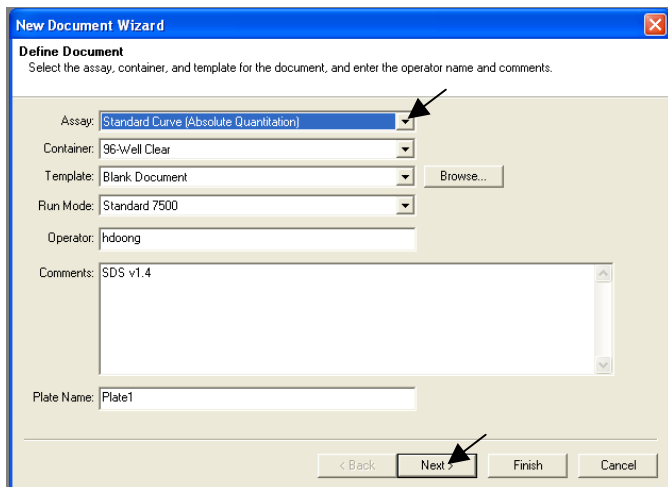 New Document Wizard
Define Document
Select the assay, container, and template for the document, and enter the operator name and comments.
Assay: Standard Curve (Absolute Quantitation)
Container: 96-Well Clear
Template: Blank Document Browse...
Run Mode: Standard 7500
Operator: hdoong
Comments: SDS v1.4
Plate Name: Plate1
< Back Next > Finish Cancel